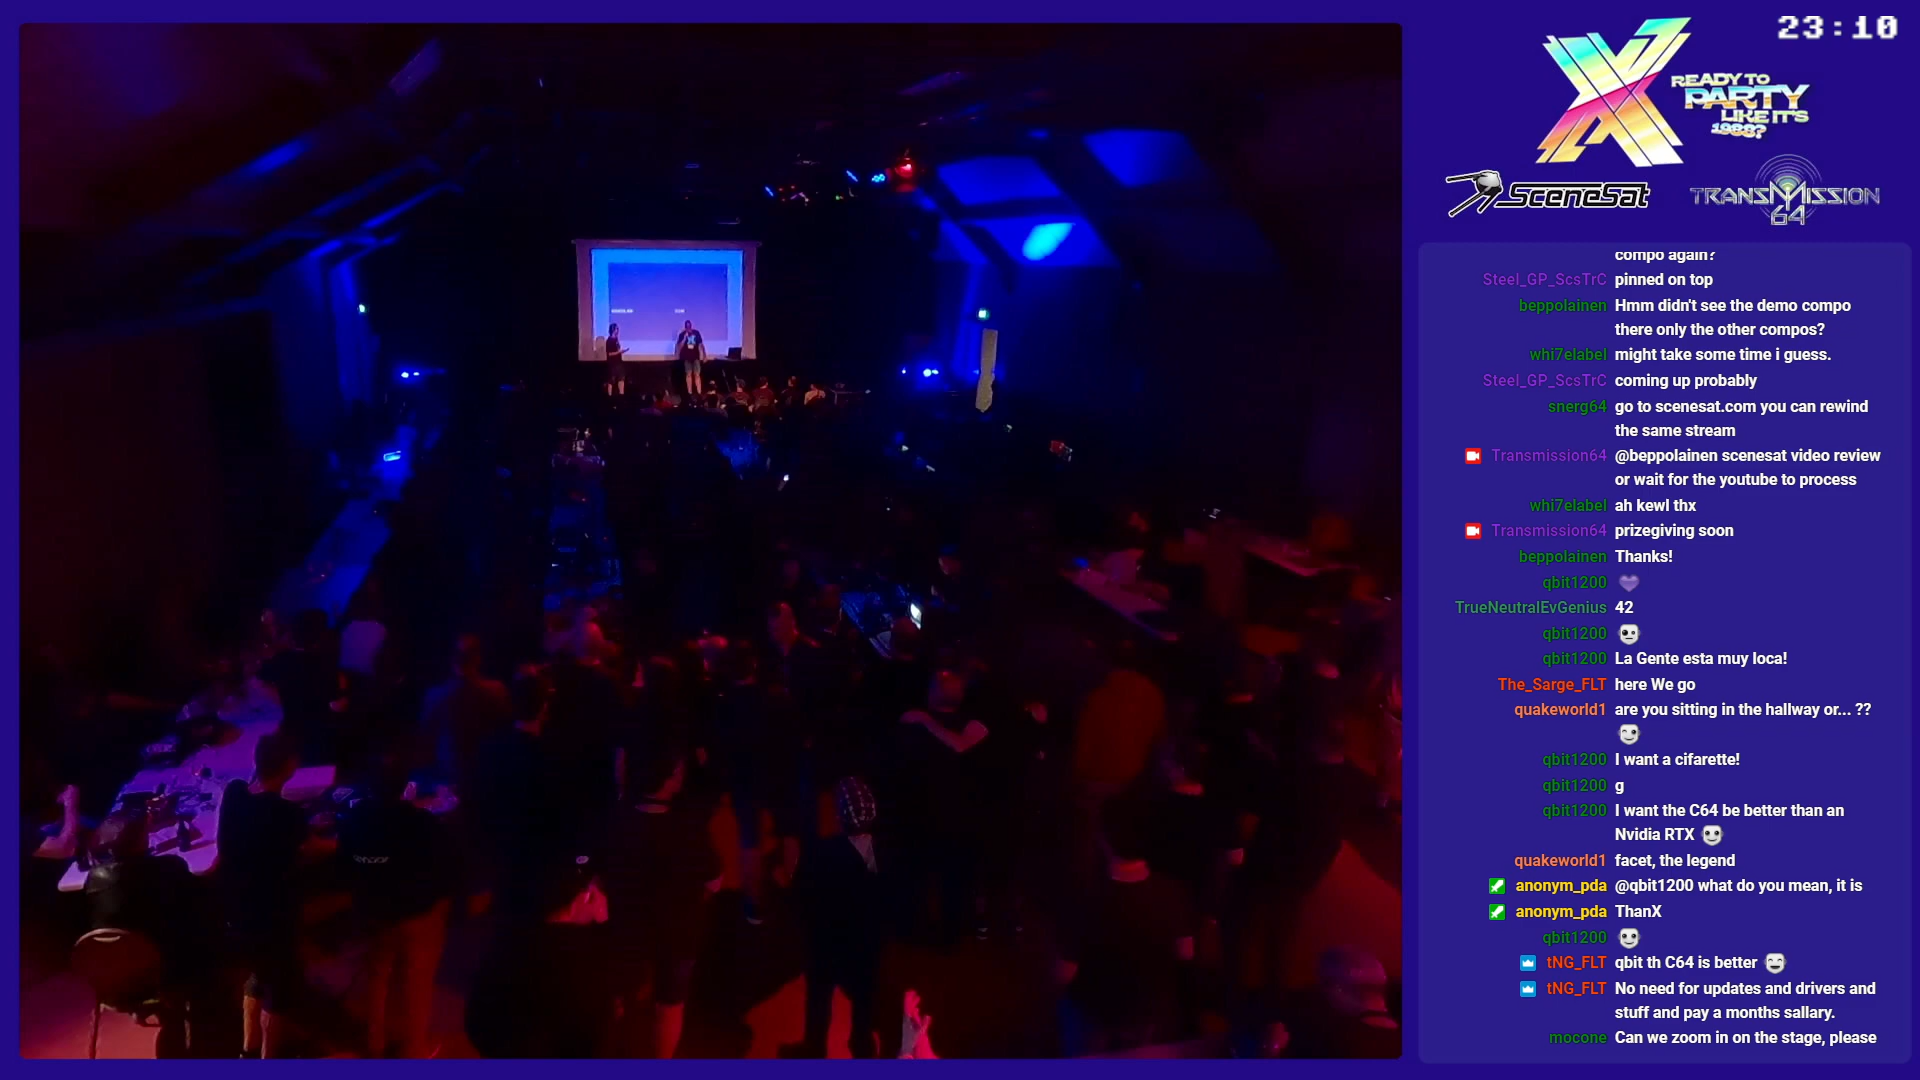 23:10
X
READY TO
PARTY
LIKE IT'S
1988?
SCENESAT
TRANSMISSION
64
compo again?
Steel_GP_ScsTrC pinned on top
beppolainen Hmm didn't see the demo compo
there only the other compos?
whi7elabel might take some time i guess.
Steel_GP_ScsTrC coming up probably
snerg64 go to scenesat.com you can rewind
the same stream
Transmission64 @beppolainen scenesat video review
or wait for the youtube to process
whi7elabel ah kewl thx
Transmission64 prizegiving soon
beppolainen Thanks!
qbit1200
TrueNeutralEvGenius 42
qbit1200
qbit1200 La Gente esta muy loca!
The_Sarge_FLT here We go
quakeworld1 are you sitting in the hallway or... ??
qbit1200 I want a cifarette!
qbit1200 g
qbit1200 I want the C64 be better than an
Nvidia RTX
quakeworld1 facet, the legend
anonym_pda @qbit1200 what do you mean, it is
anonym_pda ThanX
qbit1200
tNG_FLT qbit th C64 is better
tNG_FLT No need for updates and drivers and
stuff and pay a months sallary.
mocone Can we zoom in on the stage, please